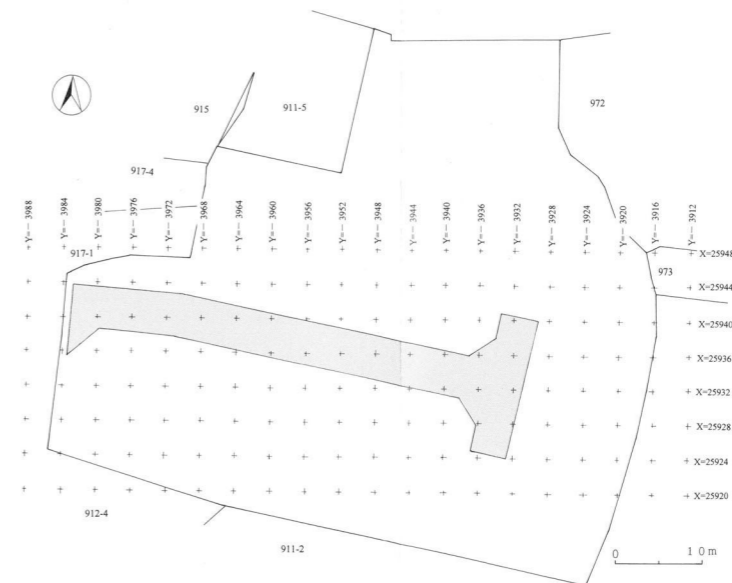 972
915
911-5
917-4
Y=-3988
Y=-3984
Y=-3980
Y=-3976
Y=-3972
Y=-3968
Y=-3964
Y=-3960
Y=-3956
Y=-3952
Y=-3948
Y=-3944
Y=-3940
Y=-3936
Y=-3932
Y=-3928
Y=-3924
Y=-3920
Y=-3916
Y=-3912
917-1
X=25948
973
X=25944
X=25940
X=25936
X=25932
X=25928
X=25924
X=25920
912-4
911-2
0 10m